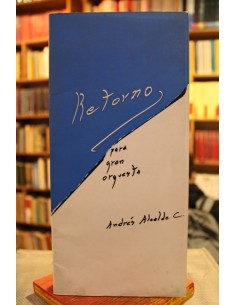 Retorno
para
gran
orquesta
Andrés Alcalde C